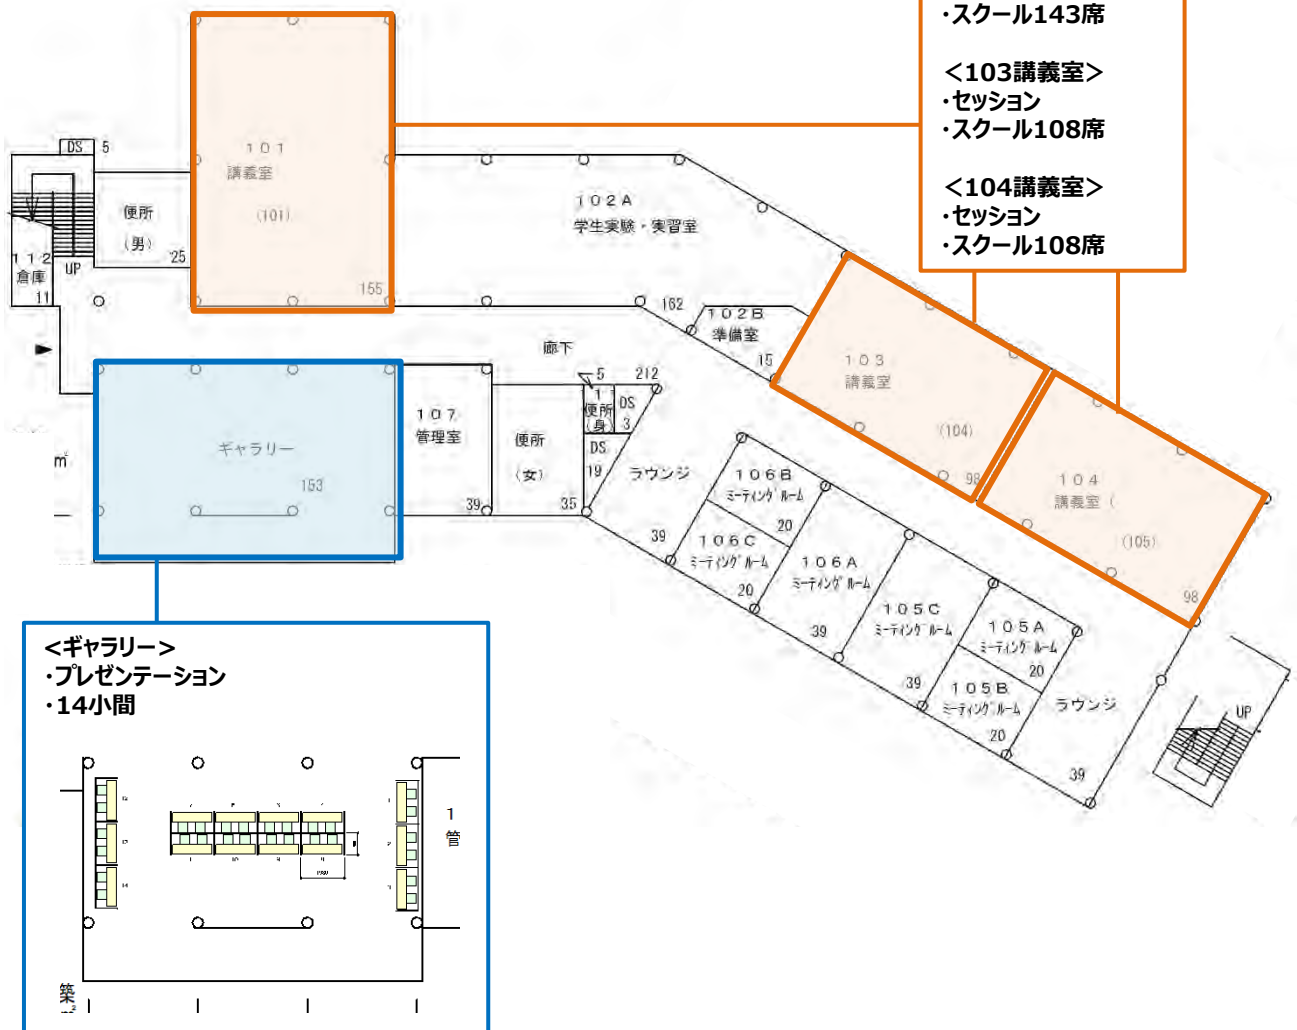 ・スクール143席
<103講義室>
・セッション
・スクール108席
<104講義室>
・セッション
・スクール108席
DS 5
101
講義室
(101)
155
便所
(男)
25
112
倉庫
11
UP
102A
学生実験・実習室
162
102B
準備室
15
103
講義室
(104)
98
104
講義室 (
(105)
98
廊下
5 212
1
便所
(身)
DS
3
DS
19
107
管理室
39
便所
(女)
35
ギャラリー
153
㎡
ラウンジ
39
106B
ミーティングルーム
20
106C
ミーティングルーム
20
106A
ミーティングルーム
39
105C
ミーティングルーム
39
105A
ミーティングルーム
20
105B
ミーティングルーム
20
ラウンジ
39
UP
<ギャラリー>
・プレゼンテーション
・14小間
1
管
築